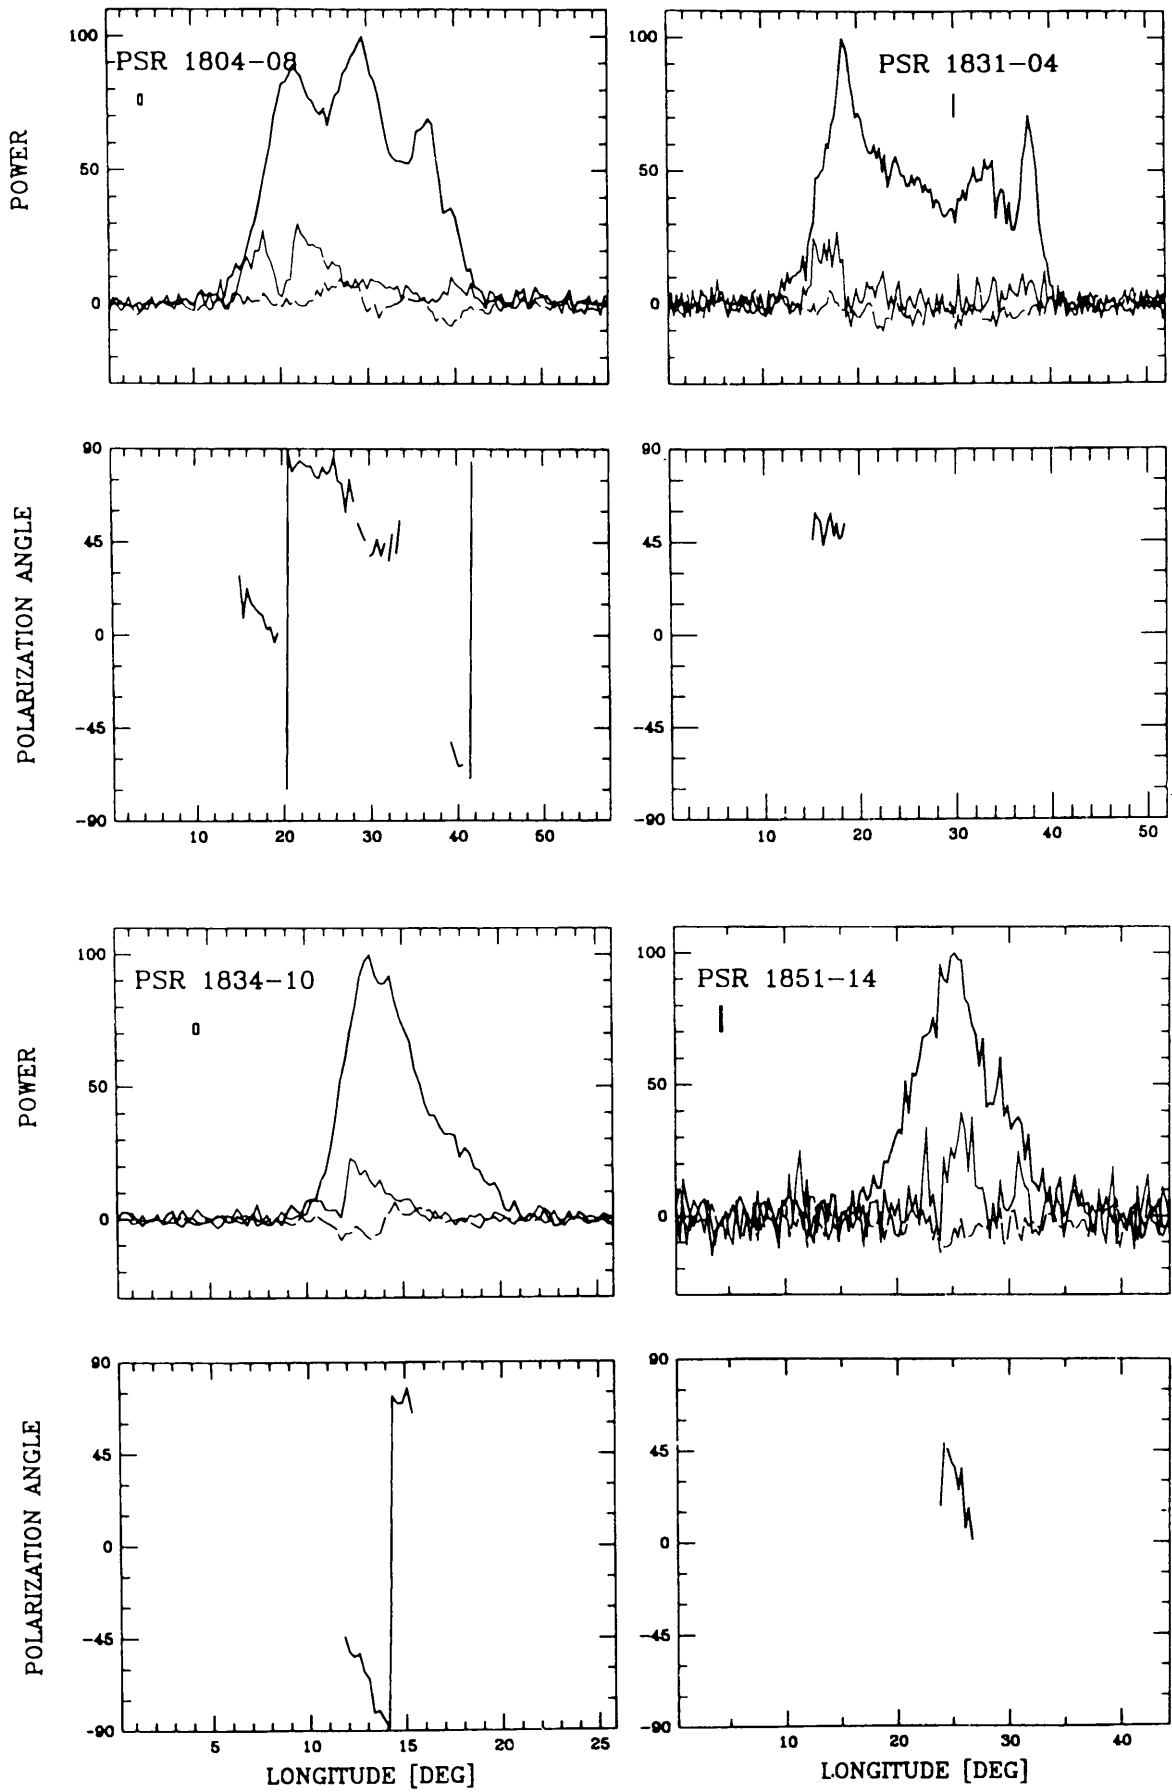 PSR 1804-08
POWER
100
50
0
PSR 1831-04
100
50
0
POLARIZATION ANGLE
90
45
0
-45
-90
10 20 30 40 50
90
45
0
-45
-90
10 20 30 40 50
PSR 1834-10
POWER
100
50
0
PSR 1851-14
100
50
0
POLARIZATION ANGLE
90
45
0
-45
-90
5 10 15 20 25
LONGITUDE [DEG]
90
45
0
-45
-90
10 20 30 40
LONGITUDE [DEG]